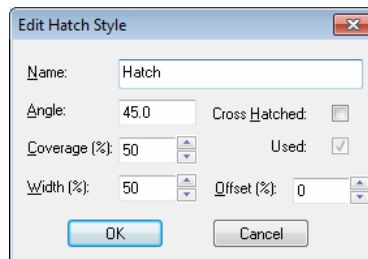 Edit Hatch Style
Name: Hatch
Angle: 45.0 Cross Hatched:
Coverage (%): 50 Used:
Width (%): 50 Offset (%): 0
OK Cancel